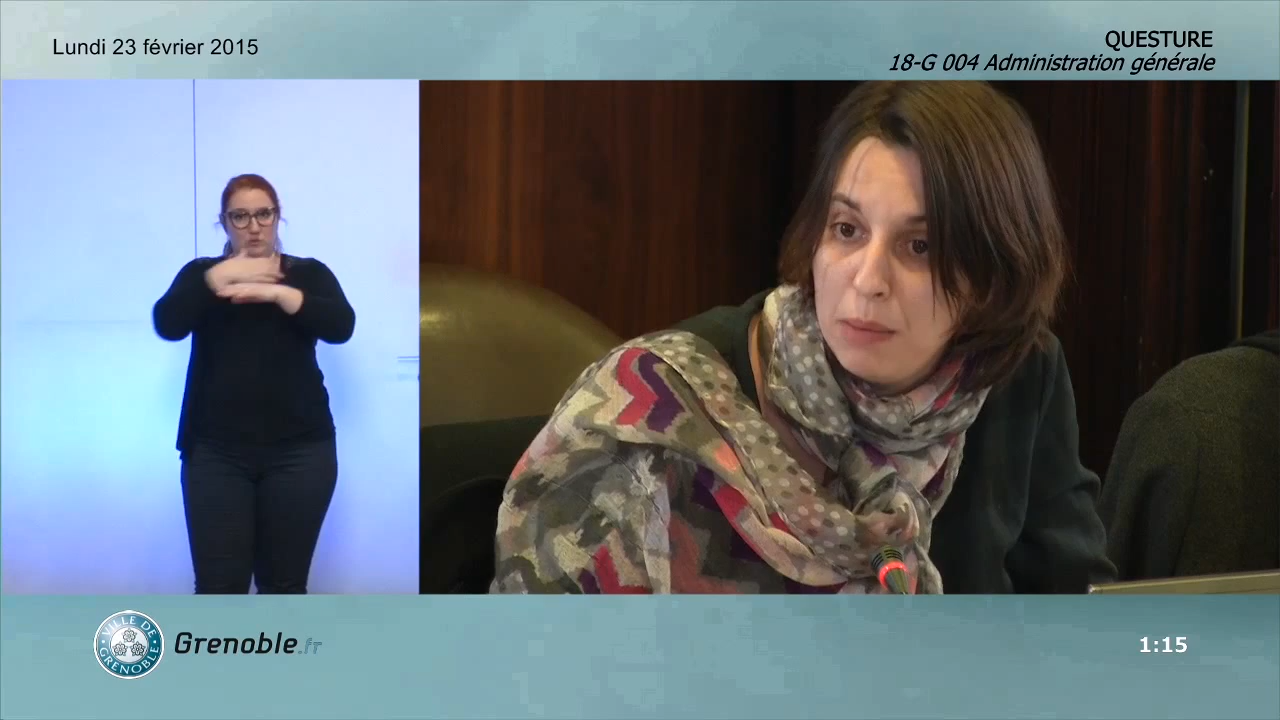 Lundi 23 février 2015
QUESTURE
18-G 004 Administration générale
VILLE DE
GRENOBLE
Grenoble.fr
1:15